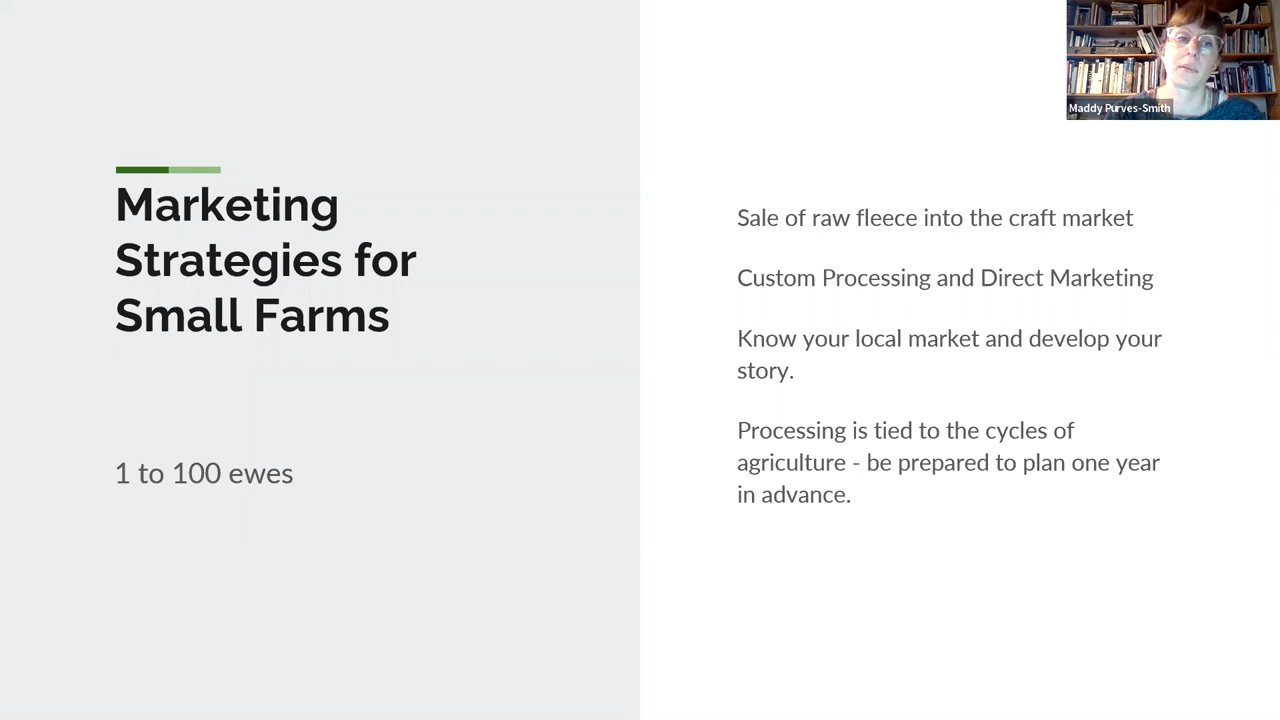 Marketing
Strategies for
Small Farms
1 to 100 ewes
Sale of raw fleece into the craft market
Custom Processing and Direct Marketing
Know your local market and develop your
story.
Processing is tied to the cycles of
agriculture - be prepared to plan one year
in advance.
Maddy Purves-Smith